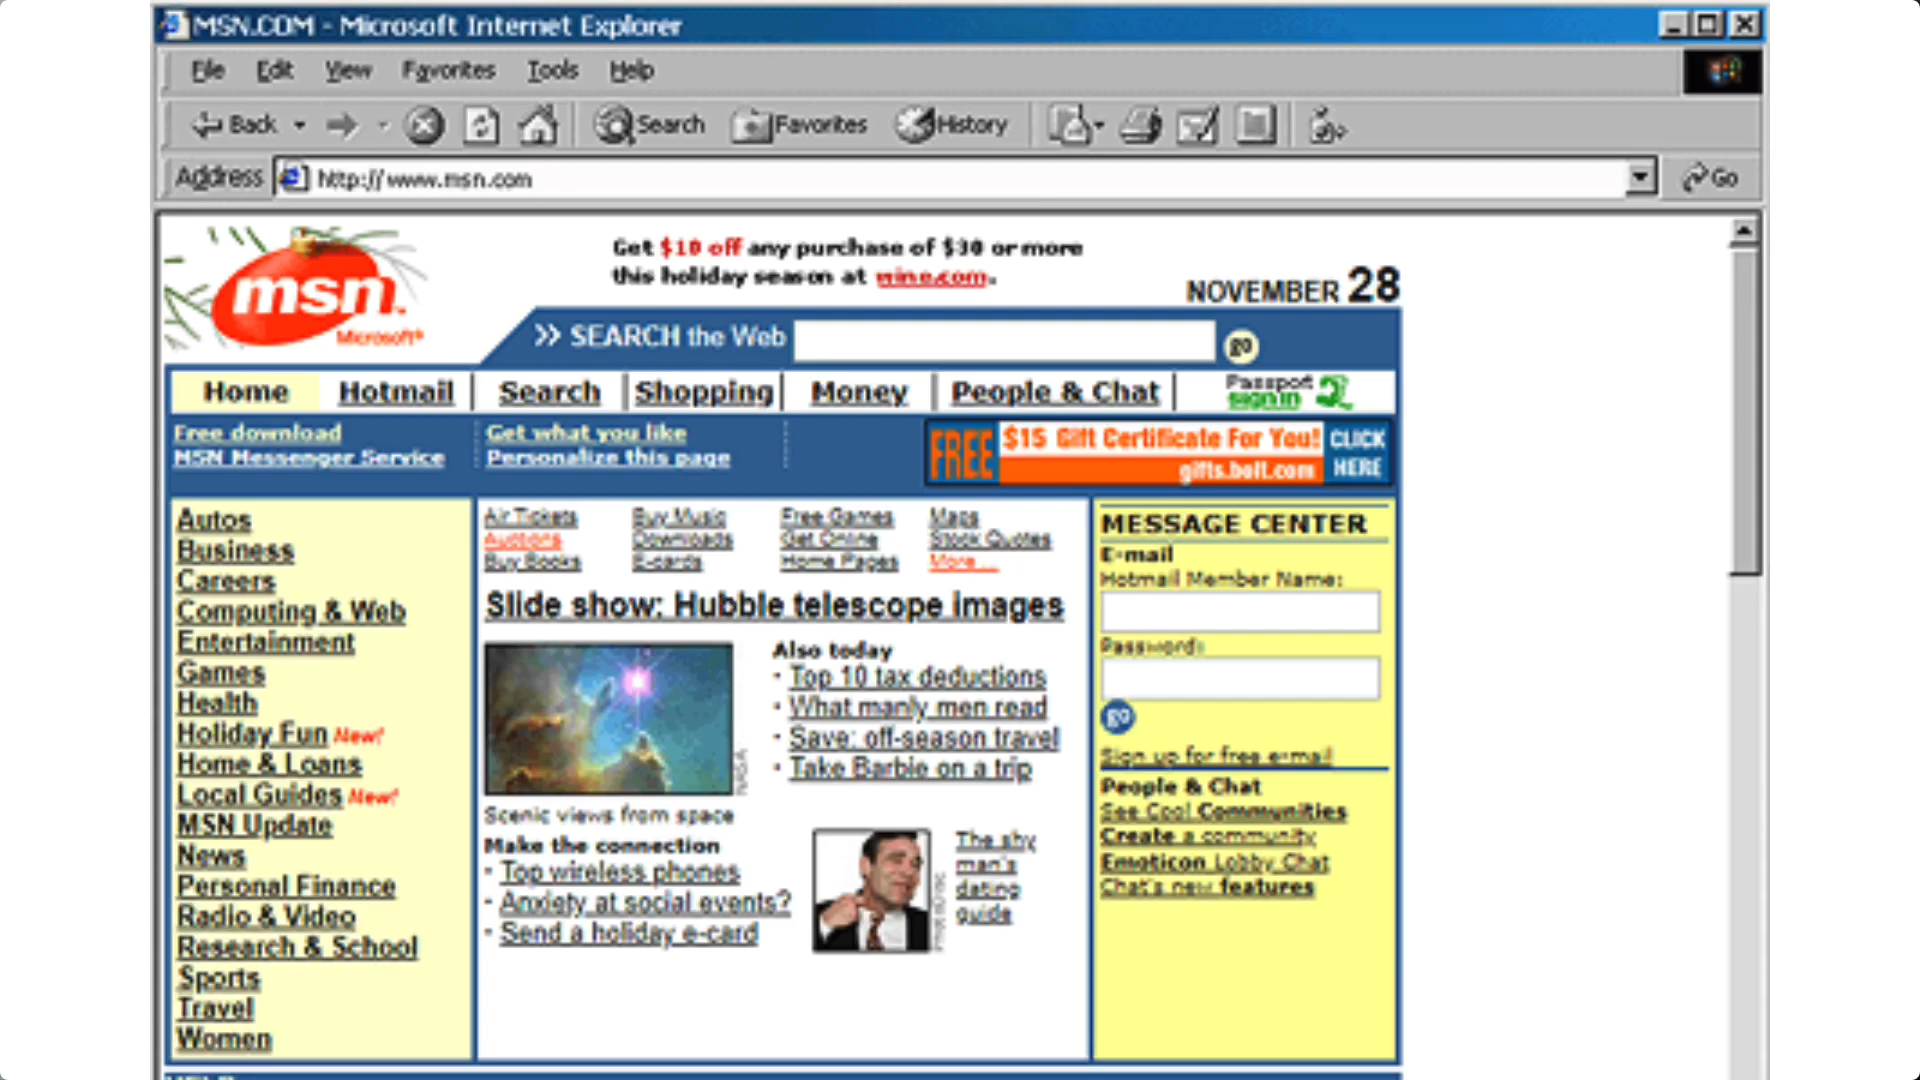 MSN.COM - Microsoft Internet Explorer
File Edit View Favorites Tools Help
Back Search Favorites History
Address http://www.msn.com Go
msn
Microsoft®
Get $10 off any purchase of $30 or more
this holiday season at wine.com.
NOVEMBER 28
>> SEARCH the Web go
Home Hotmail Search Shopping Money People & Chat Passport sign in
Free download
MSN Messenger Service
Get what you like
Personalize this page
FREE $15 Gift Certificate For You! CLICK HERE
gifts.bolt.com
Autos
Business
Careers
Computing & Web
Entertainment
Games
Health
Holiday Fun New!
Home & Loans
Local Guides New!
MSN Update
News
Personal Finance
Radio & Video
Research & School
Sports
Travel
Women
Air Tickets Buy Music Free Games Maps
Auctions Downloads Get Online Stock Quotes
Buy Books E-cards Home Pages More ...
Slide show: Hubble telescope images
NASA
Scenic views from space
Also today
· Top 10 tax deductions
· What manly men read
· Save: off-season travel
· Take Barbie on a trip
Make the connection
· Top wireless phones
· Anxiety at social events?
· Send a holiday e-card
The shy
man's
dating
guide
MESSAGE CENTER
E-mail
Hotmail Member Name:
Password:
go
Sign up for free e-mail
People & Chat
See Cool Communities
Create a community
Emoticon Lobby Chat
Chat's new features